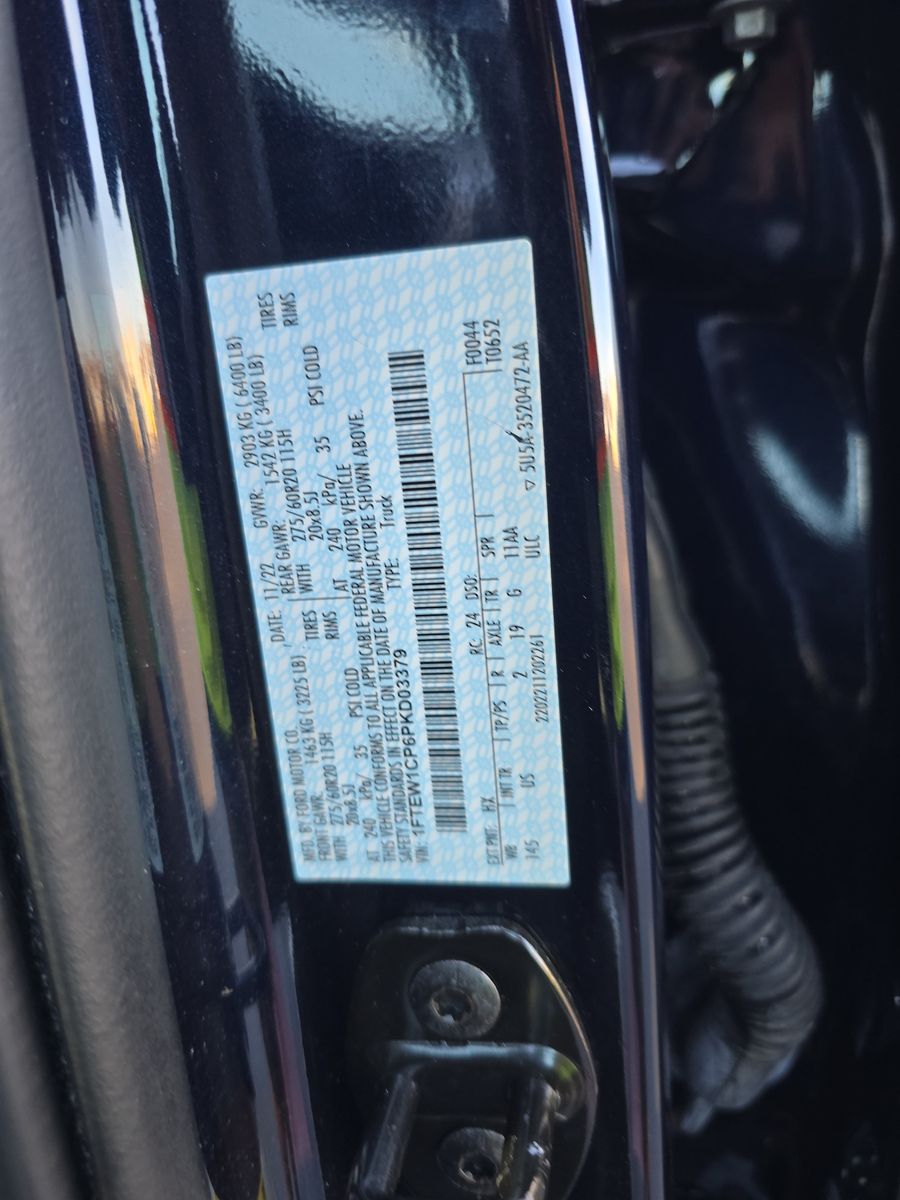 MFD. BY FORD MOTOR CO.
DATE: 11/22 GVWR: 2903 KG ( 6400 LB)
FRONT GAWR: 1463 KG ( 3225 LB) REAR GAWR: 1542 KG ( 3400 LB)
WITH 275/60R20 115H TIRES WITH 275/60R20 115H TIRES
20x8.5J RIMS 20x8.5J RIMS
AT 240 kPa/ 35 PSI COLD AT 240 kPa/ 35 PSI COLD
THIS VEHICLE CONFORMS TO ALL APPLICABLE FEDERAL MOTOR VEHICLE
SAFETY STANDARDS IN EFFECT ON THE DATE OF MANUFACTURE SHOWN ABOVE.
VIN: 1FTEW1CP6PKD03379 TYPE: Truck
EXT PNT: HX RC: 24 DSO: F0044
WB INT TR TP/PS R AXLE TR SPR T0652
145 US 2 19 G 11AA
2202211202261 ULC ▽ 5U5A-3520472-AA